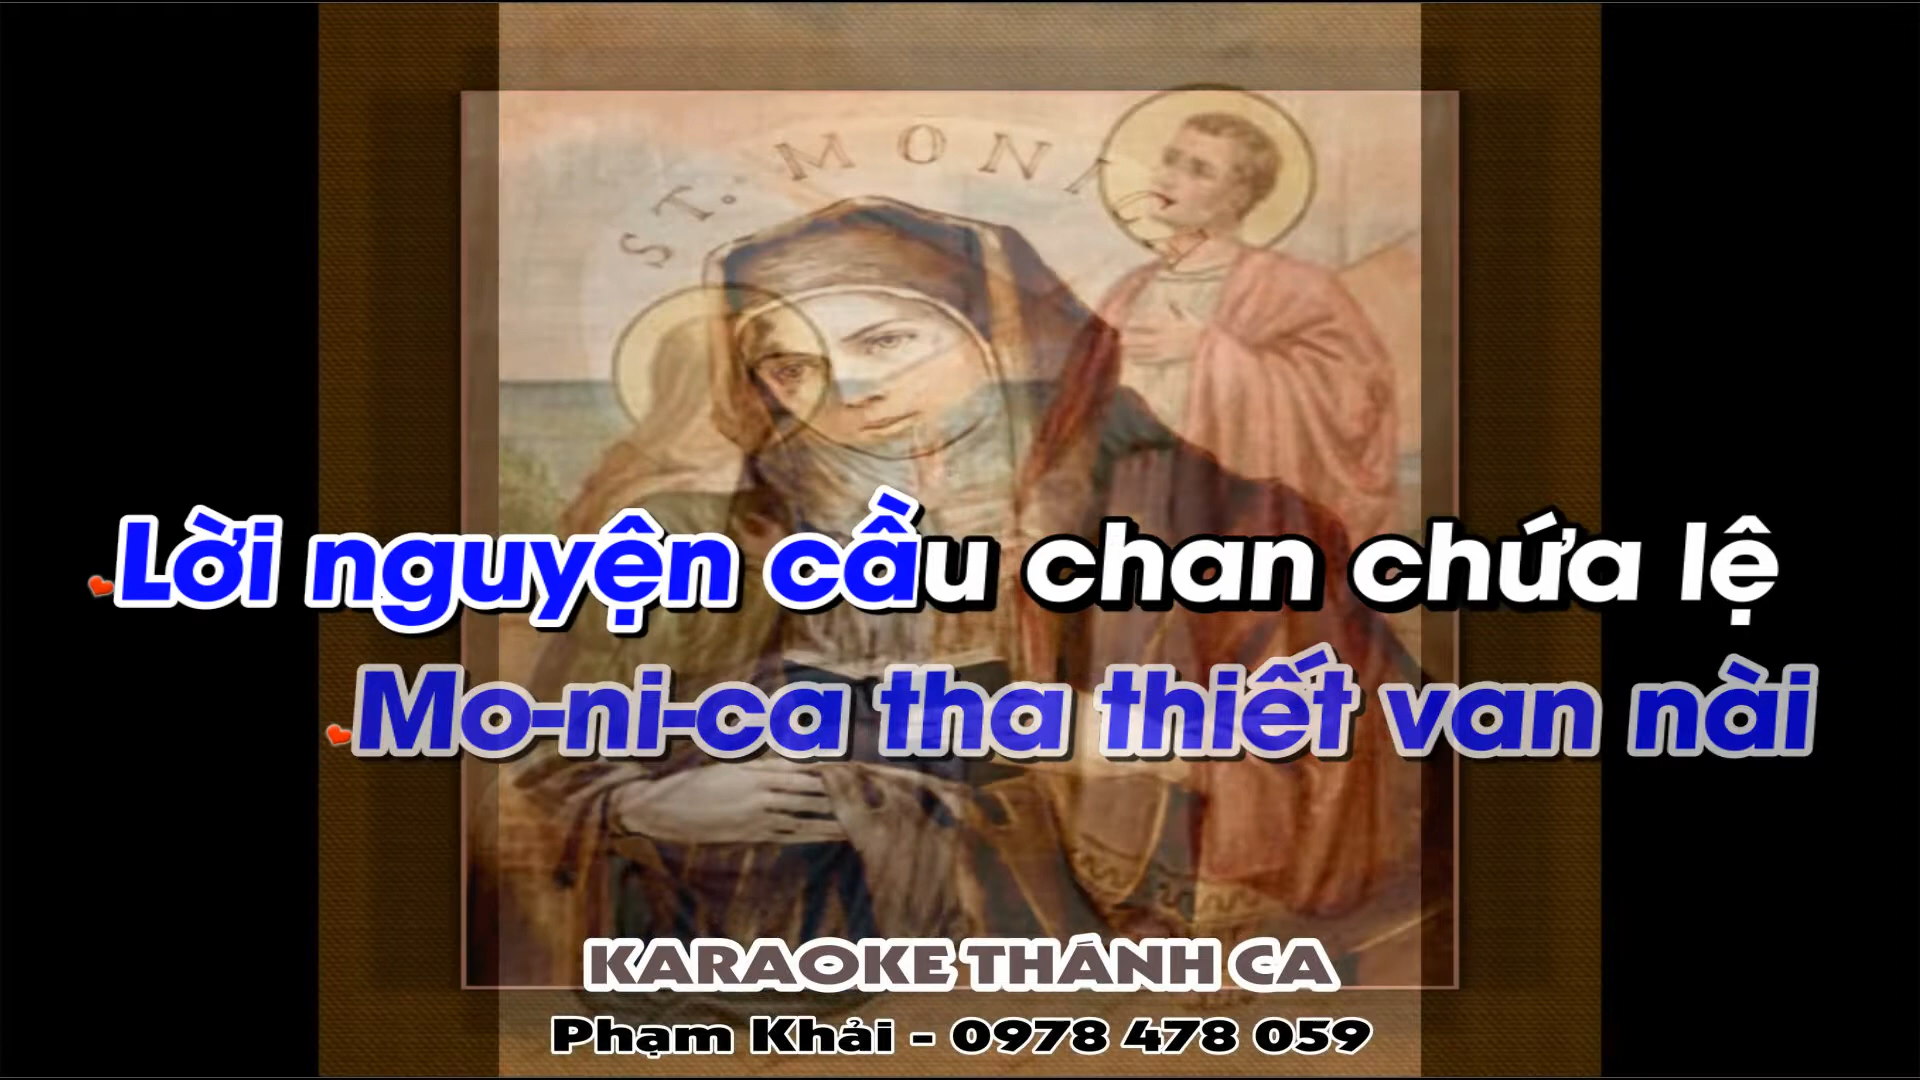 ST. MONICA
Lời nguyện cầu chan chứa lệ
Mo-ni-ca tha thiết van nài
KARAOKE THÁNH CA
Phạm Khải - 0978 478 059